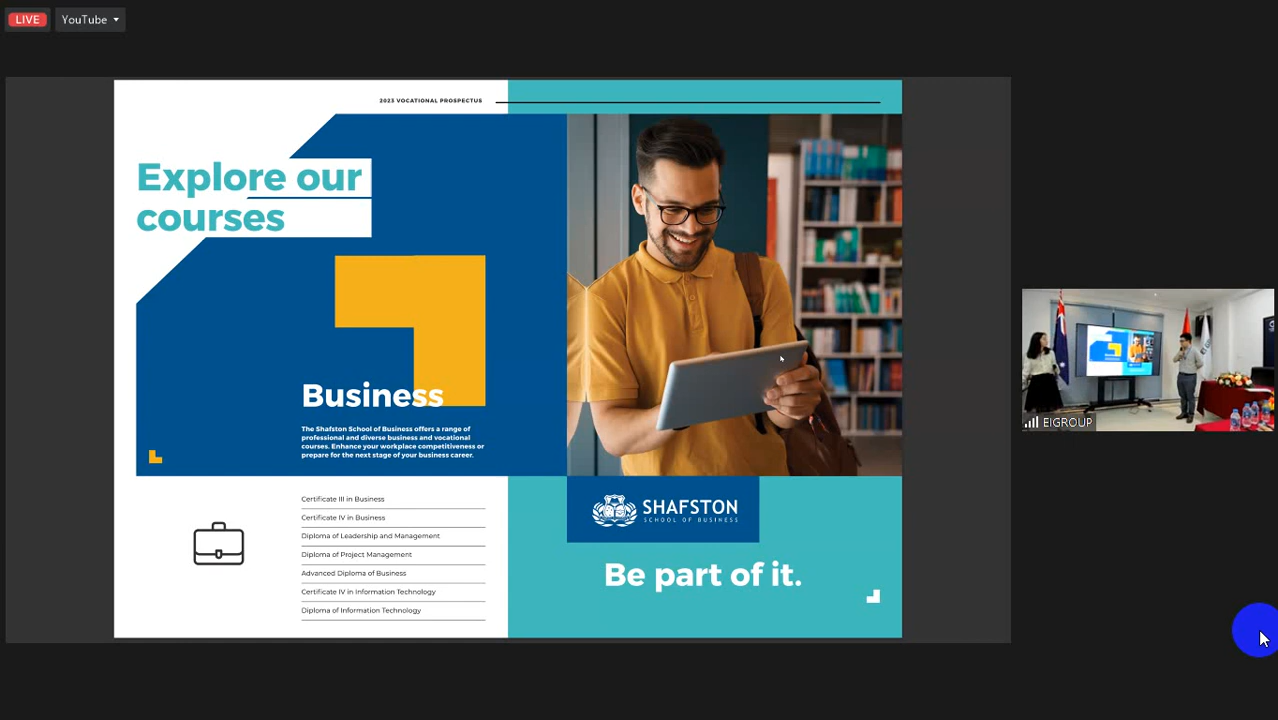 LIVE
YouTube
2023 VOCATIONAL PROSPECTUS
Explore our
courses
Business
The Shafston School of Business offers a range of
professional and diverse business and vocational
courses. Enhance your workplace competitiveness or
prepare for the next stage of your business career.
Certificate III in Business
Certificate IV in Business
Diploma of Leadership and Management
Diploma of Project Management
Advanced Diploma of Business
Certificate IV in Information Technology
Diploma of Information Technology
SHAFSTON
SCHOOL OF BUSINESS
Be part of it.
EIGROUP